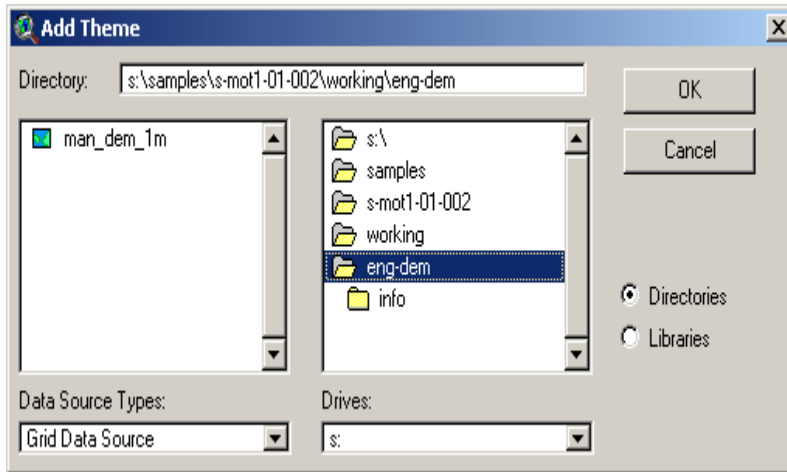 Add Theme
Directory: s:\samples\s-mot1-01-002\working\eng-dem
OK
Cancel
man_dem_1m
s:\
samples
s-mot1-01-002
working
eng-dem
info
Directories
Libraries
Data Source Types:
Grid Data Source
Drives:
s: